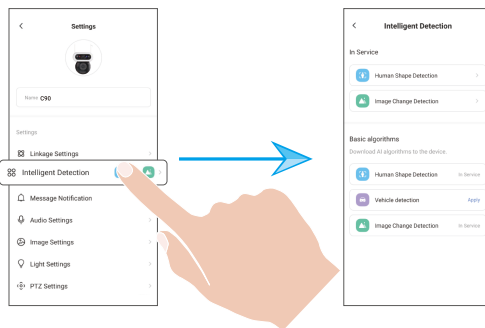 Settings
Name C90
Settings
Linkage Settings
Intelligent Detection
Message Notification
Audio Settings
Image Settings
Light Settings
PTZ Settings
Intelligent Detection
In Service
Human Shape Detection
Image Change Detection
Basic algorithms
Download AI algorithms to the device.
Human Shape Detection In Service
Vehicle detection Apply
Image Change Detection In Service